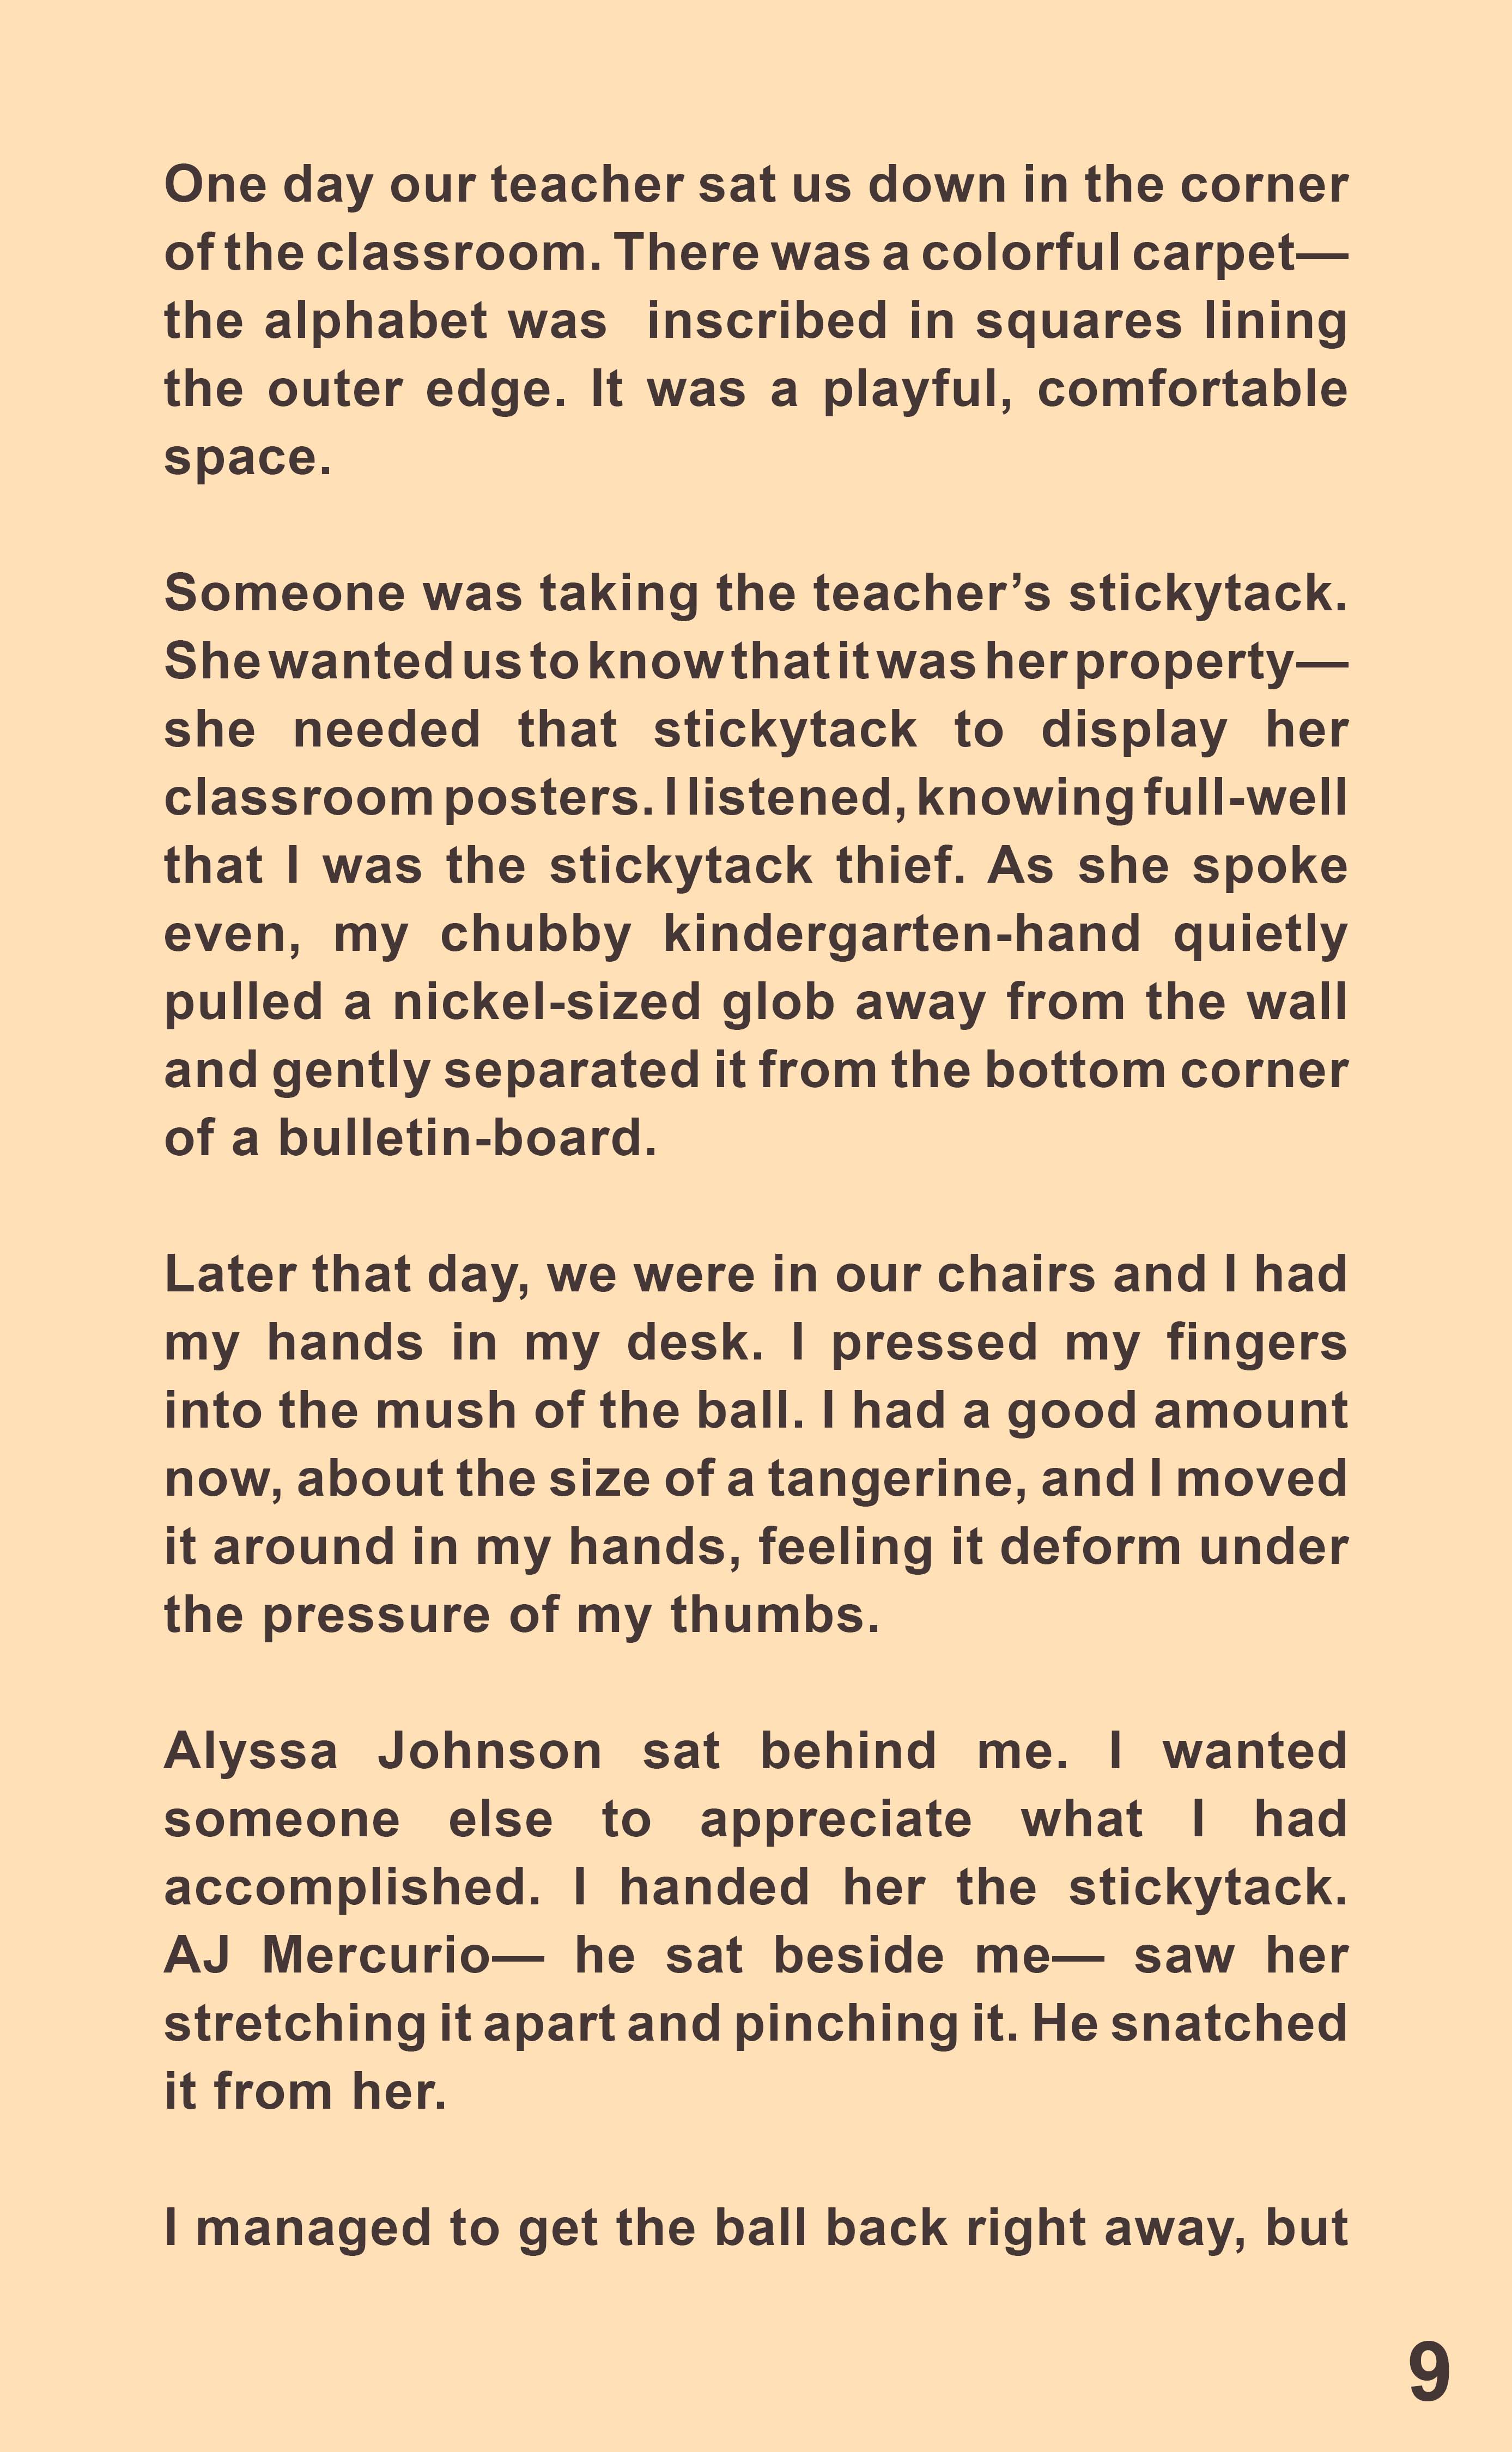 One day our teacher sat us down in the corner
of the classroom. There was a colorful carpet—
the alphabet was  inscribed in squares lining
the outer edge. It was a playful, comfortable
space.
Someone was taking the teacher’s stickytack.
She wanted us to know that it was her property—
she needed that stickytack to display her
classroom posters. I listened, knowing full-well
that I was the stickytack thief. As she spoke
even, my chubby kindergarten-hand quietly
pulled a nickel-sized glob away from the wall
and gently separated it from the bottom corner
of a bulletin-board.
Later that day, we were in our chairs and I had
my hands in my desk. I pressed my fingers
into the mush of the ball. I had a good amount
now, about the size of a tangerine, and I moved
it around in my hands, feeling it deform under
the pressure of my thumbs.
Alyssa Johnson sat behind me. I wanted
someone else to appreciate what I had
accomplished. I handed her the stickytack.
AJ Mercurio— he sat beside me— saw her
stretching it apart and pinching it. He snatched
it from her.
I managed to get the ball back right away, but
9